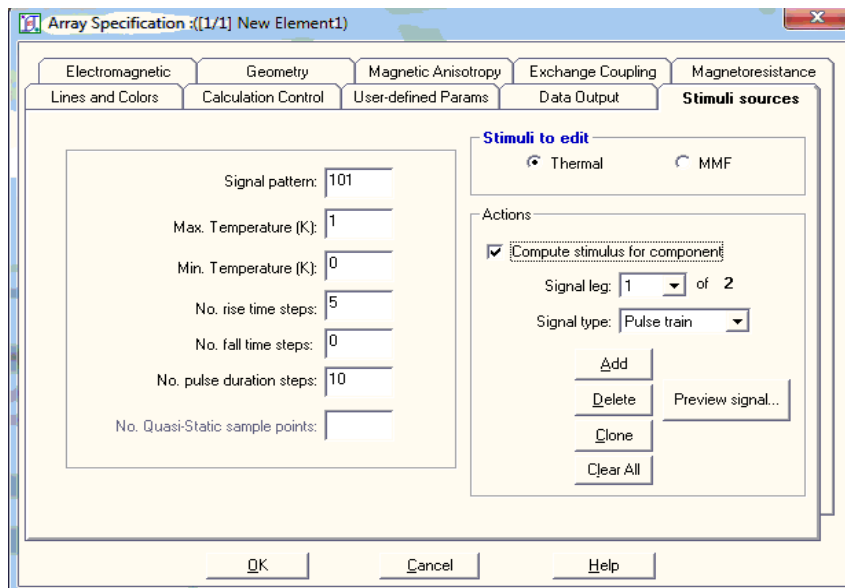 Array Specification :([1/1] New Element1)
Electromagnetic Geometry Magnetic Anisotropy Exchange Coupling Magnetoresistance
Lines and Colors Calculation Control User-defined Params Data Output Stimuli sources
Signal pattern: 101
Max. Temperature (K): 1
Min. Temperature (K): 0
No. rise time steps: 5
No. fall time steps: 0
No. pulse duration steps: 10
No. Quasi-Static sample points:
Stimuli to edit
Thermal MMF
Actions
Compute stimulus for component
Signal leg: 1 of 2
Signal type: Pulse train
Add
Delete
Preview signal...
Clone
Clear All
OK Cancel Help